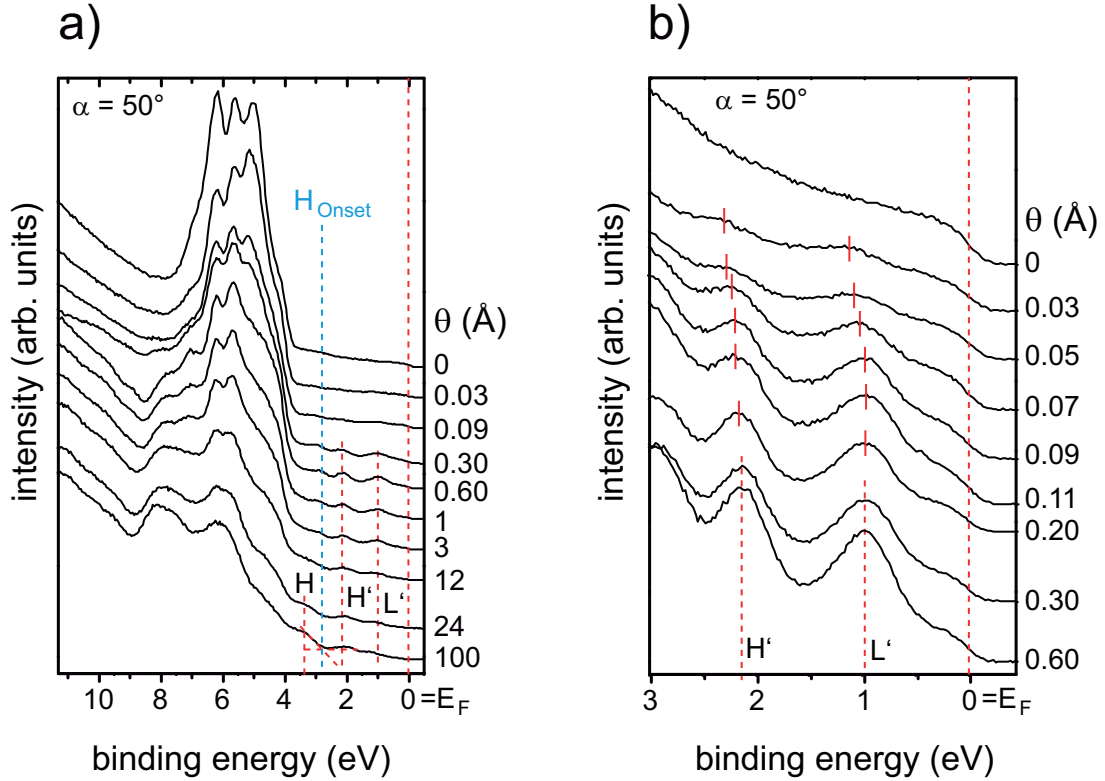 a)
α = 50°
H Onset
intensity (arb. units)
θ (Å)
0
0.03
0.09
0.30
0.60
1
3
12
24
100
H
H'
L'
10 8 6 4 2 0 =E_F
binding energy (eV)
b)
α = 50°
intensity (arb. units)
θ (Å)
0
0.03
0.05
0.07
0.09
0.11
0.20
0.30
0.60
H'
L'
3 2 1 0 =E_F
binding energy (eV)